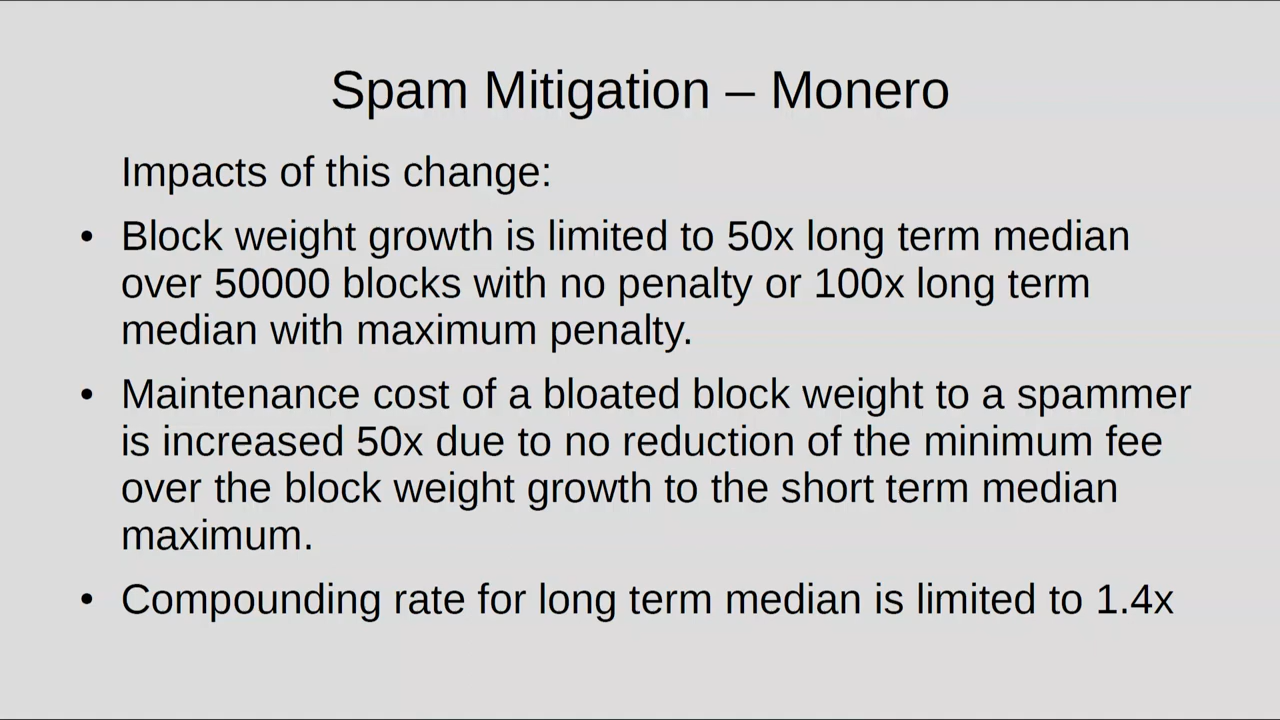 Spam Mitigation – Monero
Impacts of this change:
• Block weight growth is limited to 50x long term median
over 50000 blocks with no penalty or 100x long term
median with maximum penalty.
• Maintenance cost of a bloated block weight to a spammer
is increased 50x due to no reduction of the minimum fee
over the block weight growth to the short term median
maximum.
• Compounding rate for long term median is limited to 1.4x